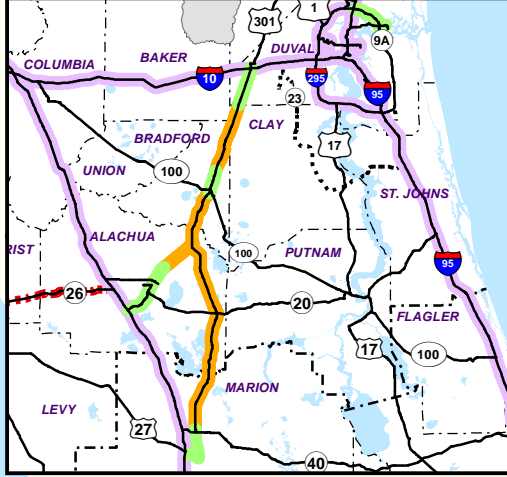 1
301
9A
DUVAL
BAKER
COLUMBIA
10
295
95
23
CLAY
BRADFORD
17
100
UNION
ST. JOHNS
ALACHUA
RIST
100
PUTNAM
95
26
20
FLAGLER
17
100
MARION
LEVY
27
40